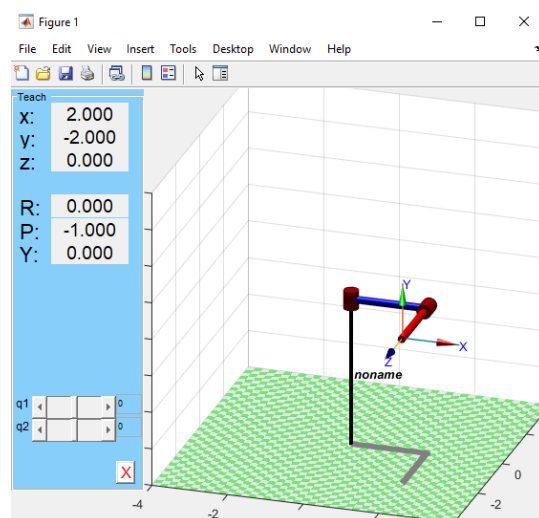 Figure 1
File Edit View Insert Tools Desktop Window Help
Teach
x: 2.000
y: -2.000
z: 0.000
R: 0.000
P: -1.000
Y: 0.000
q1 0
q2 0
X
Y
X
Z
noname
0
-2
-4
-2